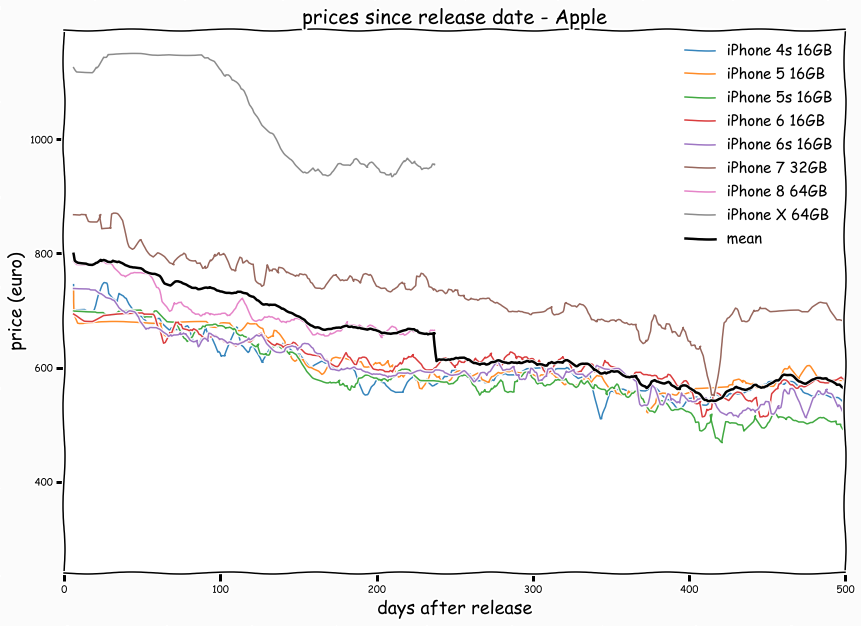 prices since release date - Apple
iPhone 4s 16GB
iPhone 5 16GB
iPhone 5s 16GB
iPhone 6 16GB
iPhone 6s 16GB
iPhone 7 32GB
iPhone 8 64GB
iPhone X 64GB
mean
price (euro)
1000
800
600
400
0
100
200
300
400
500
days after release